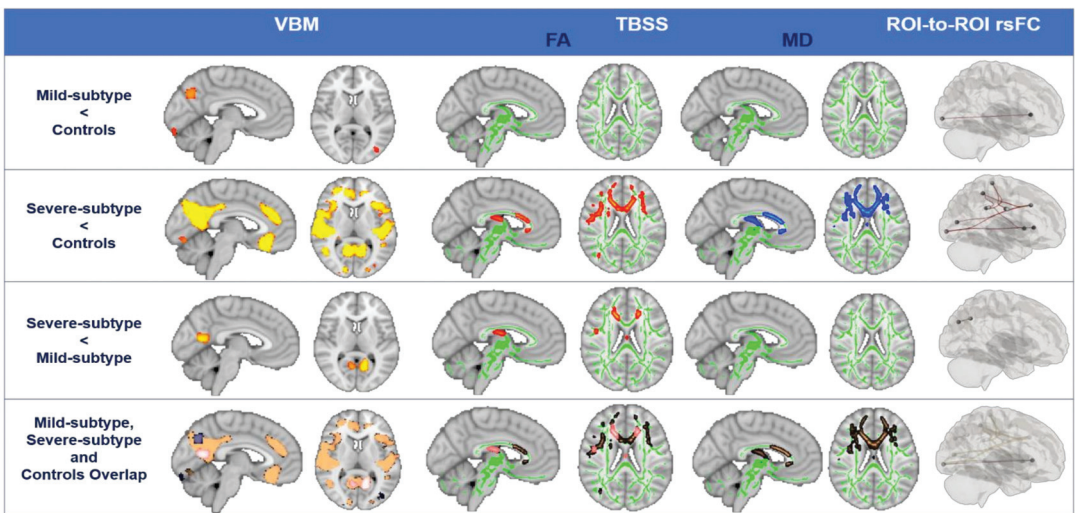 VBM
TBSS
ROI-to-ROI rsFC
FA
MD
Mild-subtype
<
Controls
Severe-subtype
<
Controls
Severe-subtype
<
Mild-subtype
Mild-subtype,
Severe-subtype
and
Controls Overlap